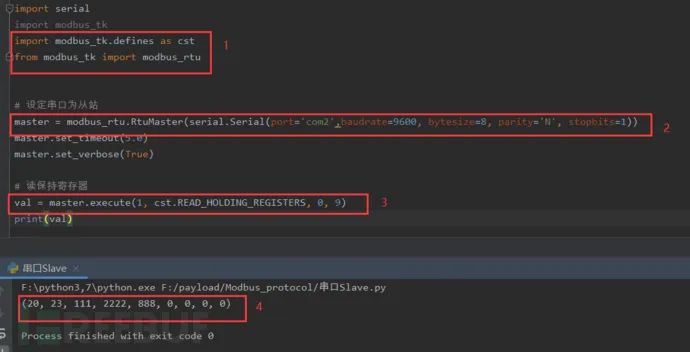 import serial
import modbus_tk
import modbus_tk.defines as cst
1
from modbus_tk import modbus_rtu
# 设定串口为从站
master = modbus_rtu.RtuMaster(serial.Serial(port='com2',baudrate=9600, bytesize=8, parity='N', stopbits=1))
2
master.set_timeout(5.0)
master.set_verbose(True)
# 读保持寄存器
val = master.execute(1, cst.READ_HOLDING_REGISTERS, 0, 9)
3
print(val)
串口Slave ×
F:\python3,7\python.exe F:/payload/Modbus_protocol/串口Slave.py
(20, 23, 111, 2222, 888, 0, 0, 0, 0)
4
REEBUF
Process finished with exit code 0